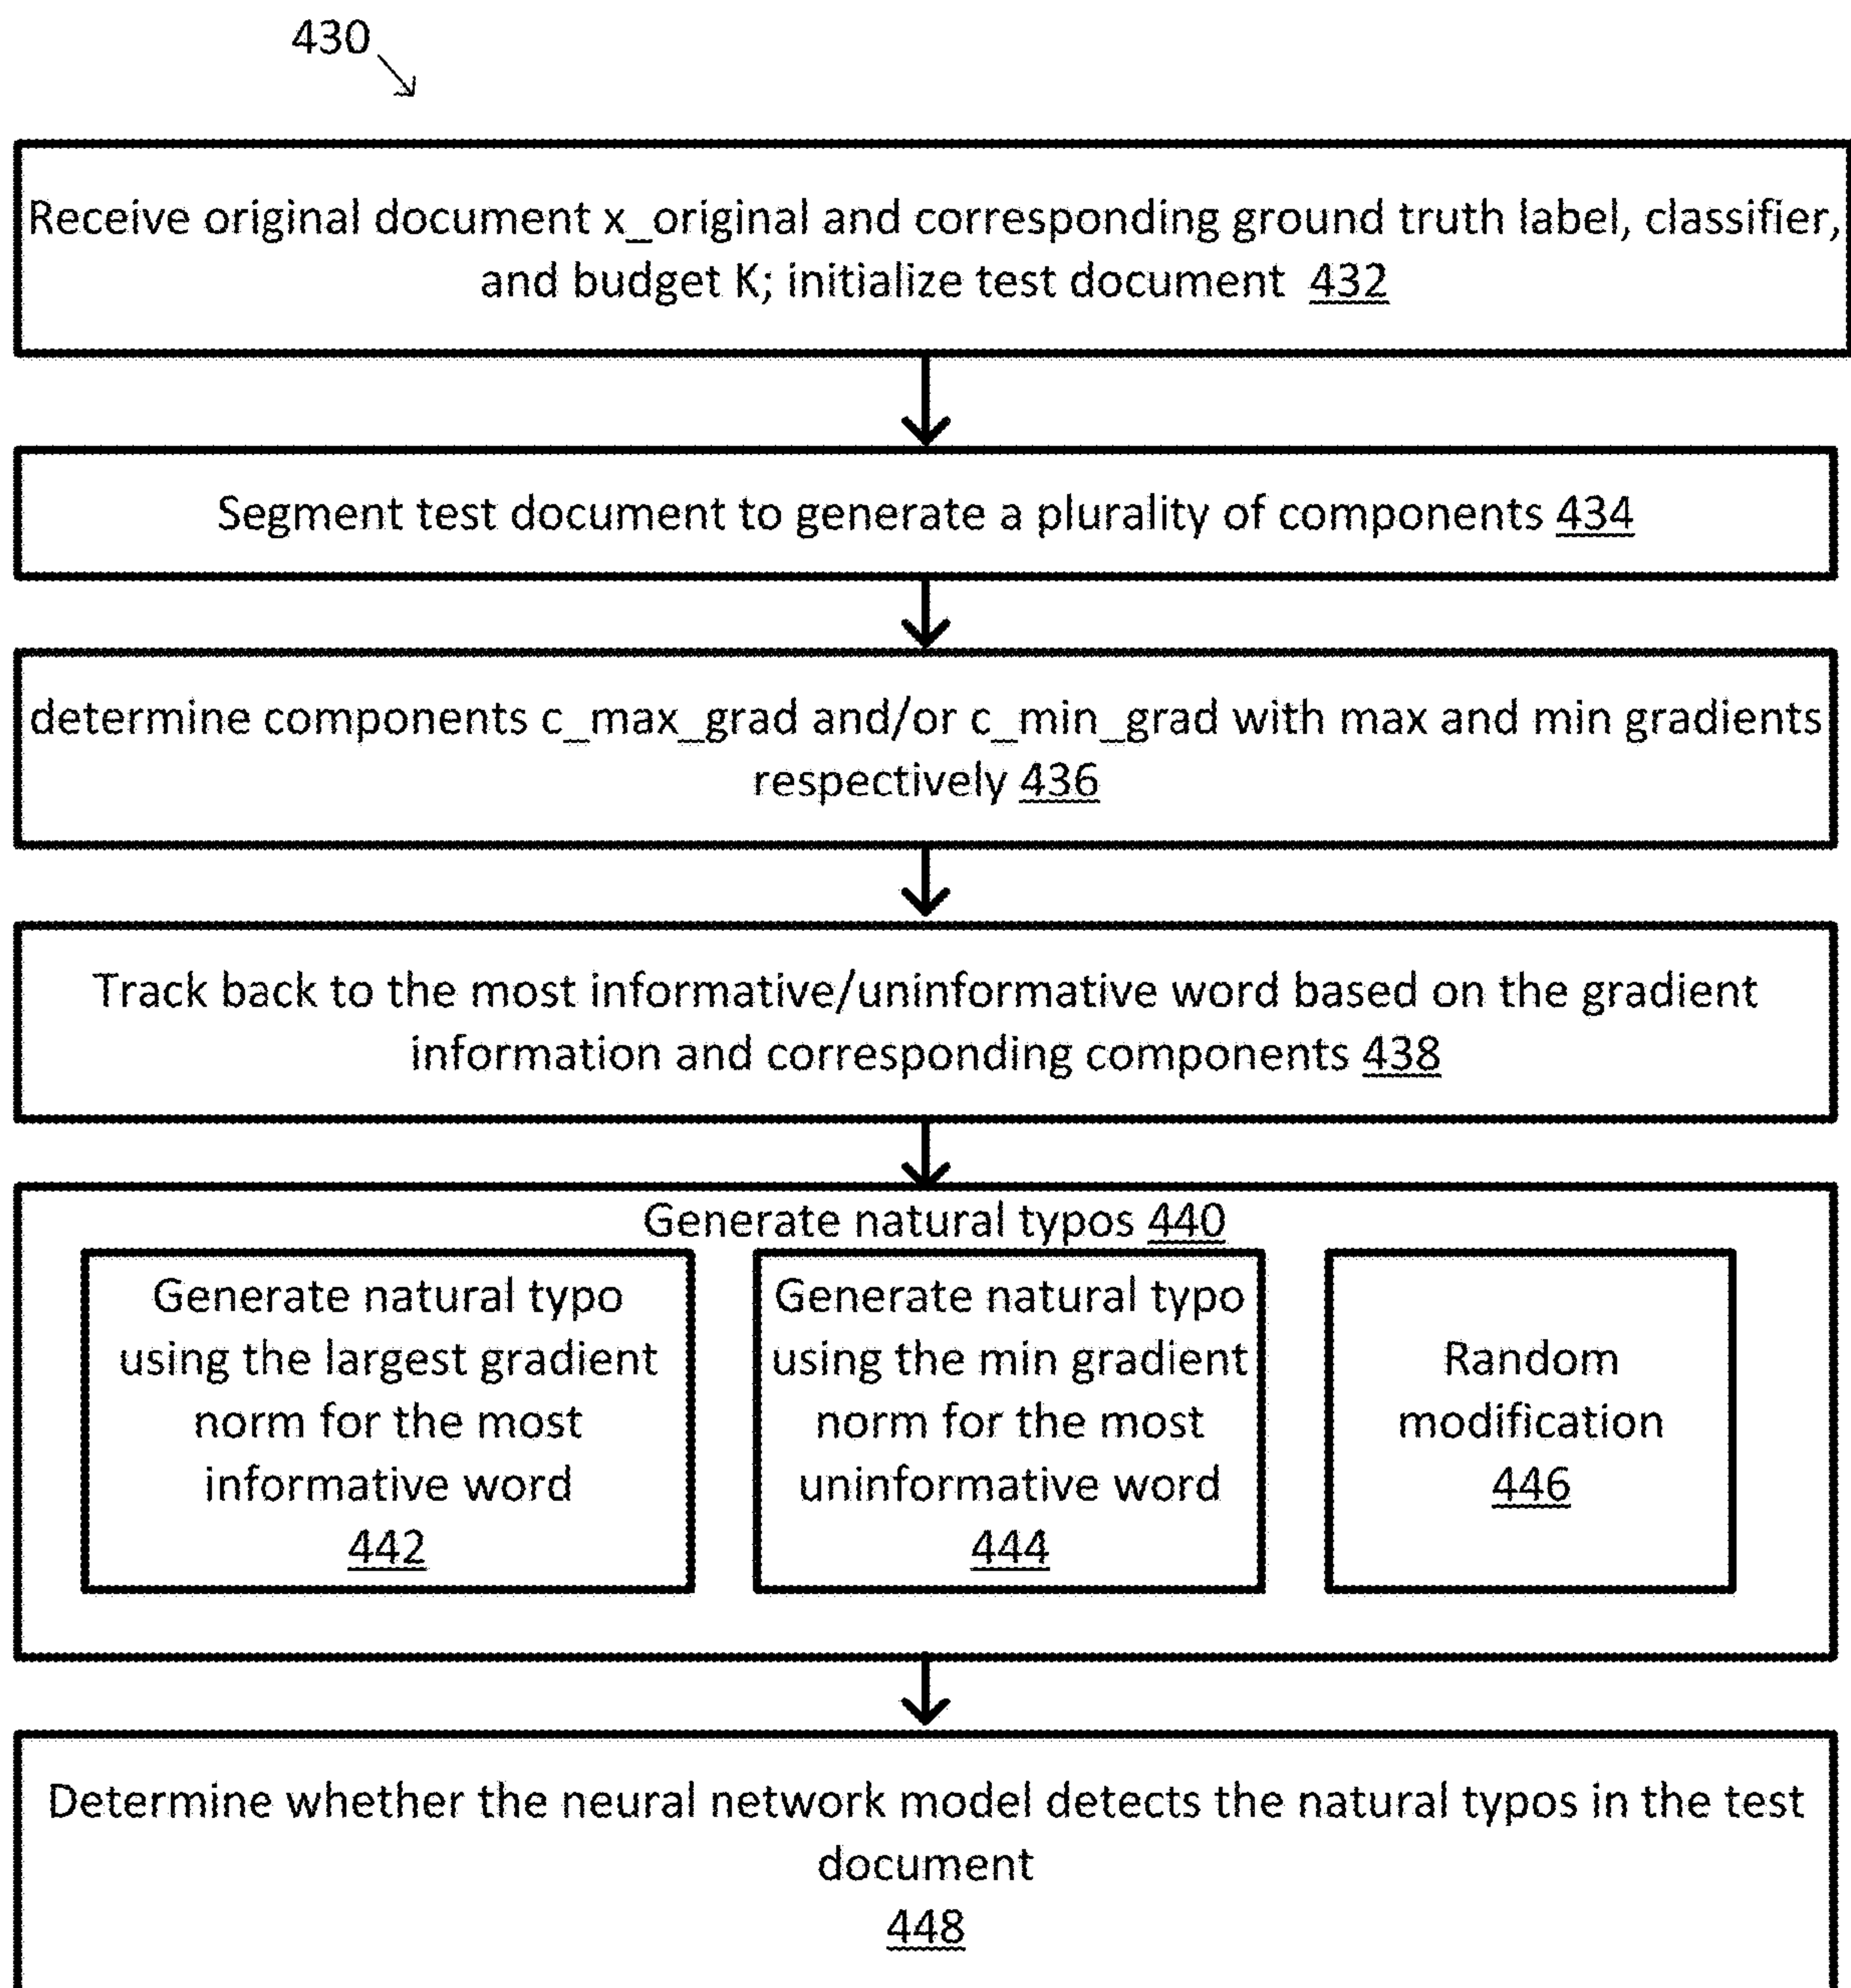 430
Receive original document x_original and corresponding ground truth label, classifier,
and budget K; initialize test document 432
Segment test document to generate a plurality of components 434
determine components c_max_grad and/or c_min_grad with max and min gradients
respectively 436
Track back to the most informative/uninformative word based on the gradient
information and corresponding components 438
Generate natural typos 440
Generate natural typo
using the largest gradient
norm for the most
informative word
442
Generate natural typo
using the min gradient
norm for the most
uninformative word
444
Random
modification
446
Determine whether the neural network model detects the natural typos in the test
document
448